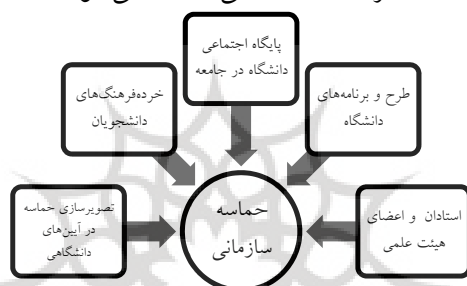 پایگاه اجتماعی
دانشگاه در جامعه
طرح و برنامه‌های
دانشگاه
خرده‌فرهنگ‌های
دانشجویان
استادان و اعضای
هیئت علمی
تصویرسازی حماسه
در آیین‌های
دانشگاهی
حماسه
سازمانی